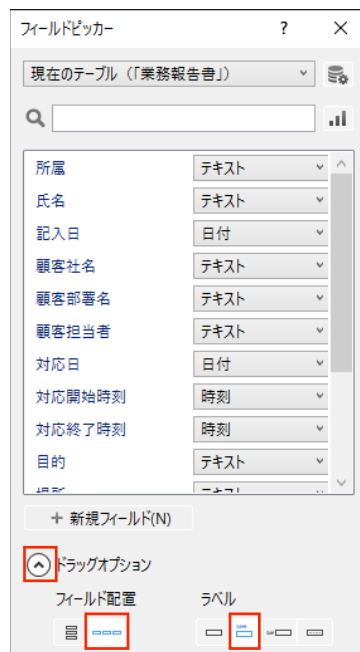 フィールドピッカー ?
現在のテーブル（「業務報告書」）
所属 テキスト
氏名 テキスト
記入日 日付
顧客社名 テキスト
顧客部署名 テキスト
顧客担当者 テキスト
対応日 日付
対応開始時刻 時刻
対応終了時刻 時刻
目的 テキスト
+ 新規フィールド(N)
ドラッグオプション
フィールド配置 ラベル